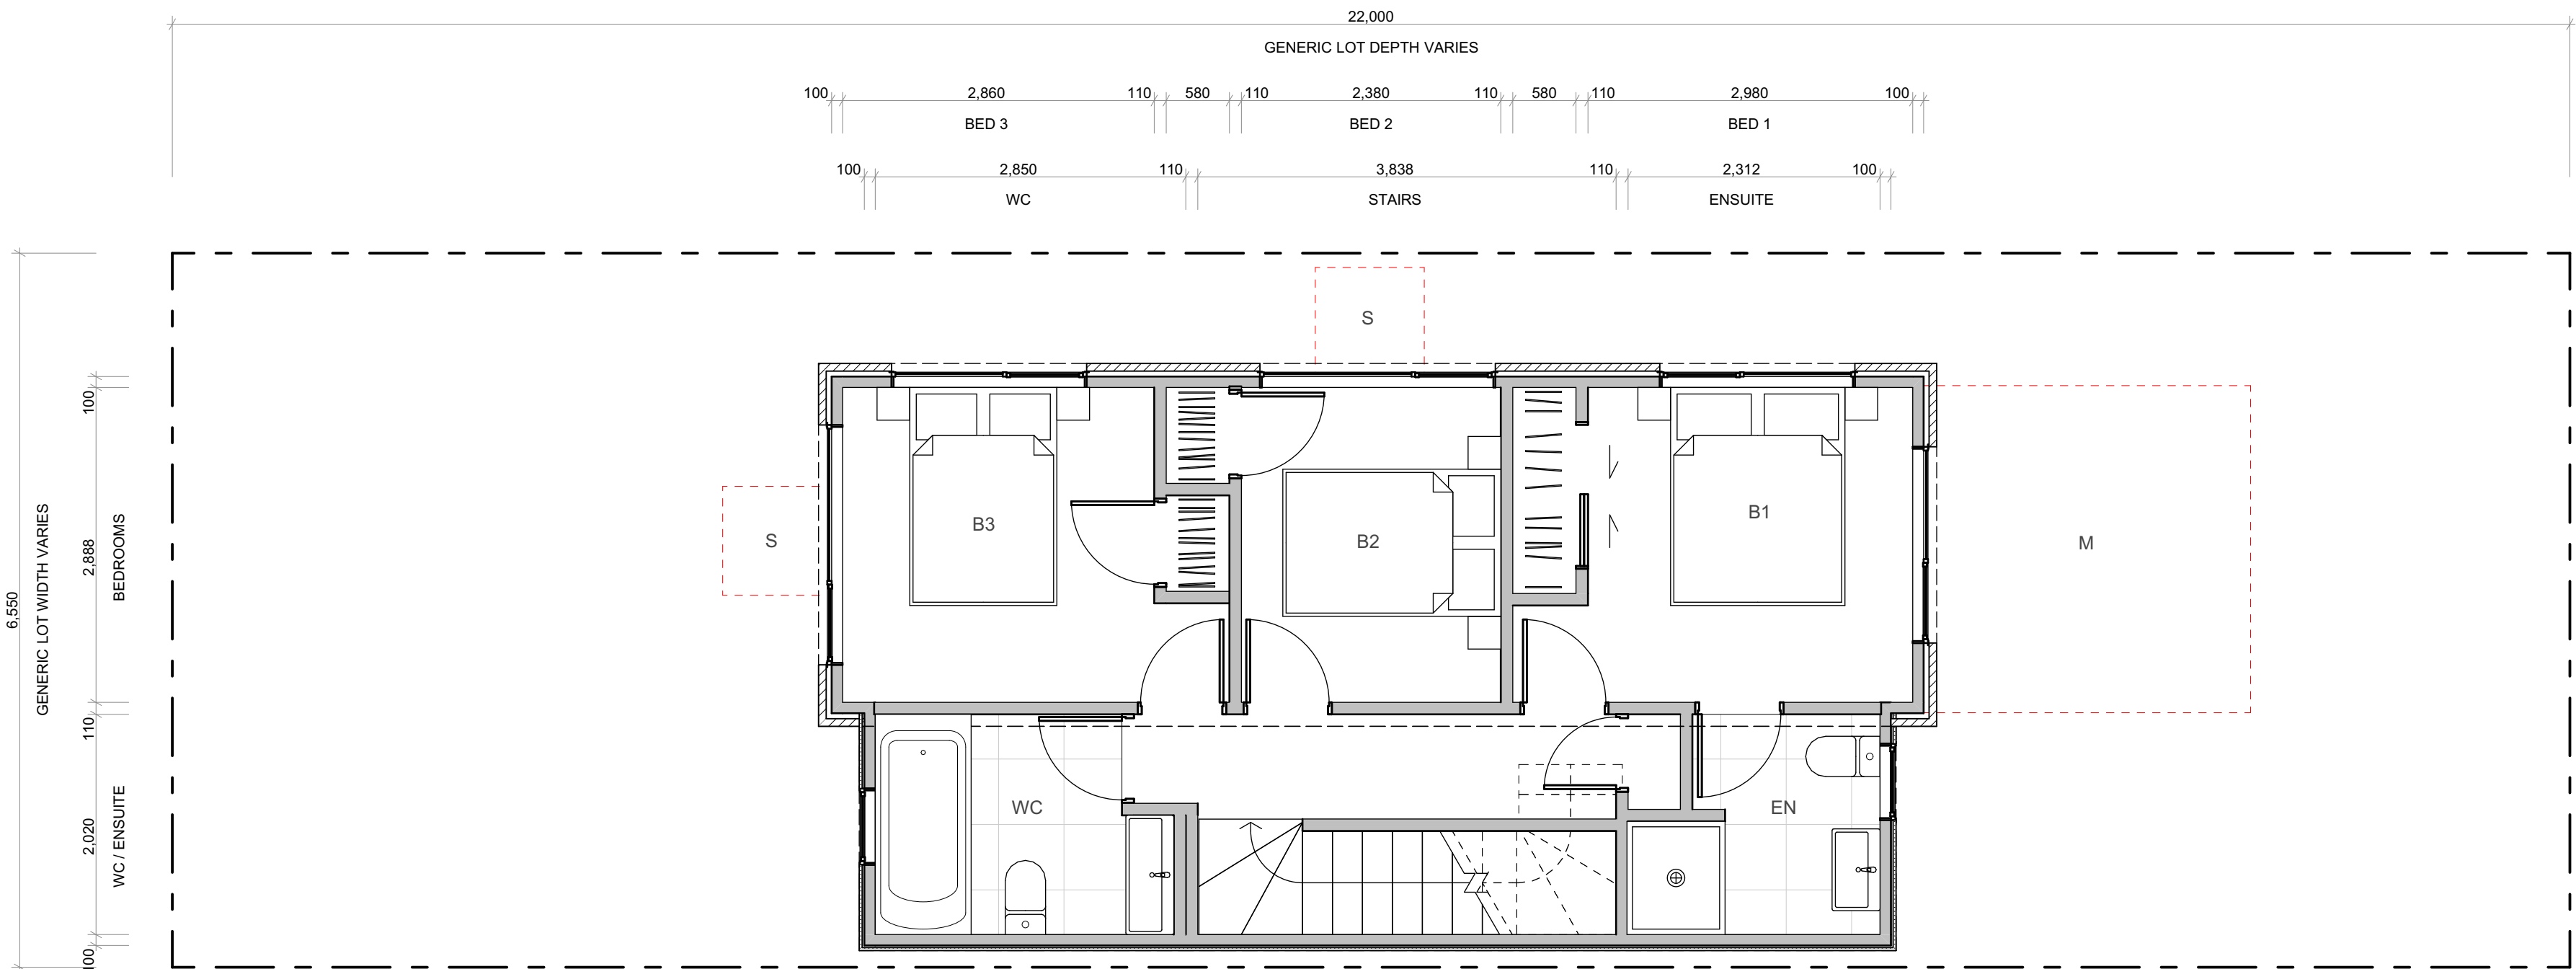 22,000
GENERIC LOT DEPTH VARIES
100 2,860 110 580 110 2,380 110 580 110 2,980 100
BED 3 BED 2 BED 1
100 2,850 110 3,838 110 2,312 100
WC STAIRS ENSUITE
6,550
GENERIC LOT WIDTH VARIES
100
2,888
BEDROOMS
110
2,020
WC / ENSUITE
100
S
S
B3
B2
B1
M
WC
EN